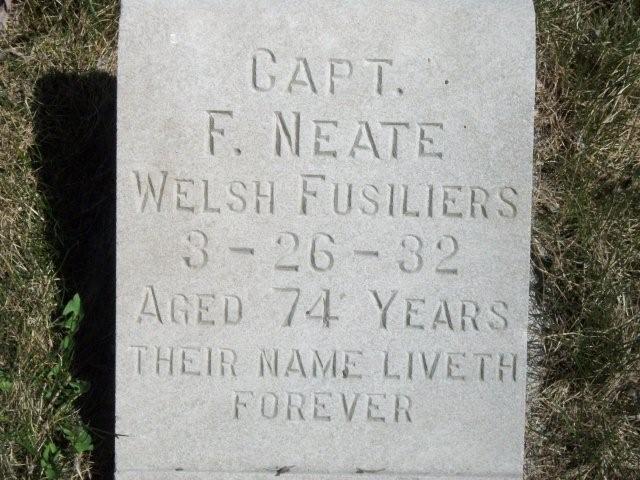 CAPT.
F. NEATE
WELSH FUSILIERS
3-26-32
AGED 74 YEARS
THEIR NAME LIVETH
FOREVER